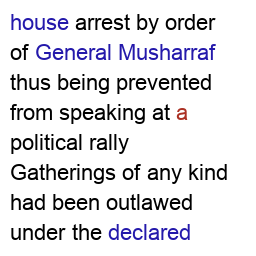 house arrest by order
of General Musharraf
thus being prevented
from speaking at a
political rally
Gatherings of any kind
had been outlawed
under the declared